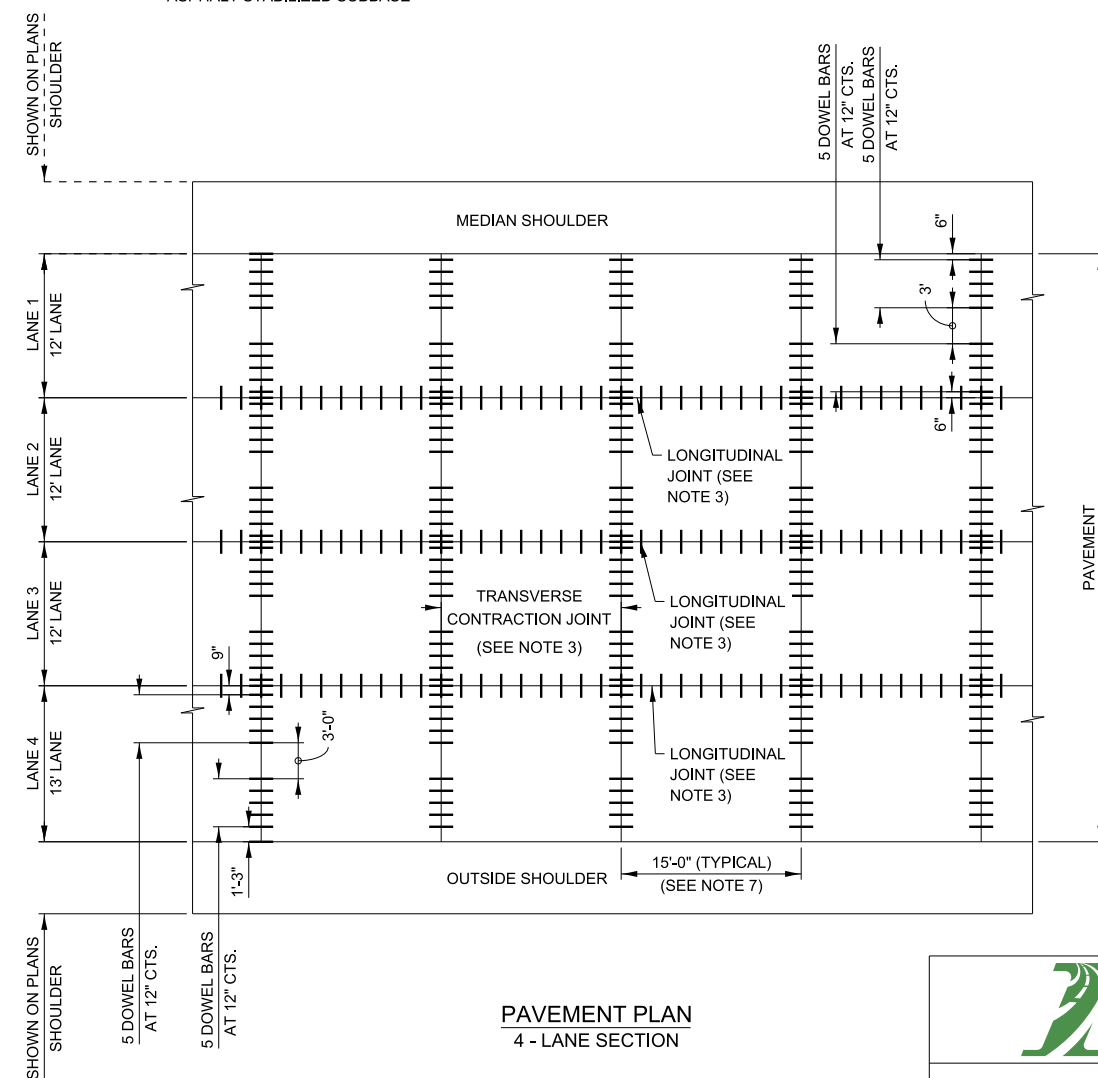 SHOWN ON PLANS
SHOULDER
5 DOWEL BARS
AT 12" CTS.
5 DOWEL BARS
AT 12" CTS.
MEDIAN SHOULDER
6"
3'
6"
LANE 1
12' LANE
LANE 2
12' LANE
LONGITUDINAL
JOINT (SEE
NOTE 3)
LANE 3
12' LANE
TRANSVERSE
CONTRACTION JOINT
(SEE NOTE 3)
LONGITUDINAL
JOINT (SEE
NOTE 3)
PAVEMENT
9"
3'-0"
LANE 4
13' LANE
LONGITUDINAL
JOINT (SEE
NOTE 3)
1'-3"
OUTSIDE SHOULDER
15'-0" (TYPICAL)
(SEE NOTE 7)
5 DOWEL BARS
AT 12" CTS.
5 DOWEL BARS
AT 12" CTS.
SHOWN ON PLANS
SHOULDER
PAVEMENT PLAN
4 - LANE SECTION